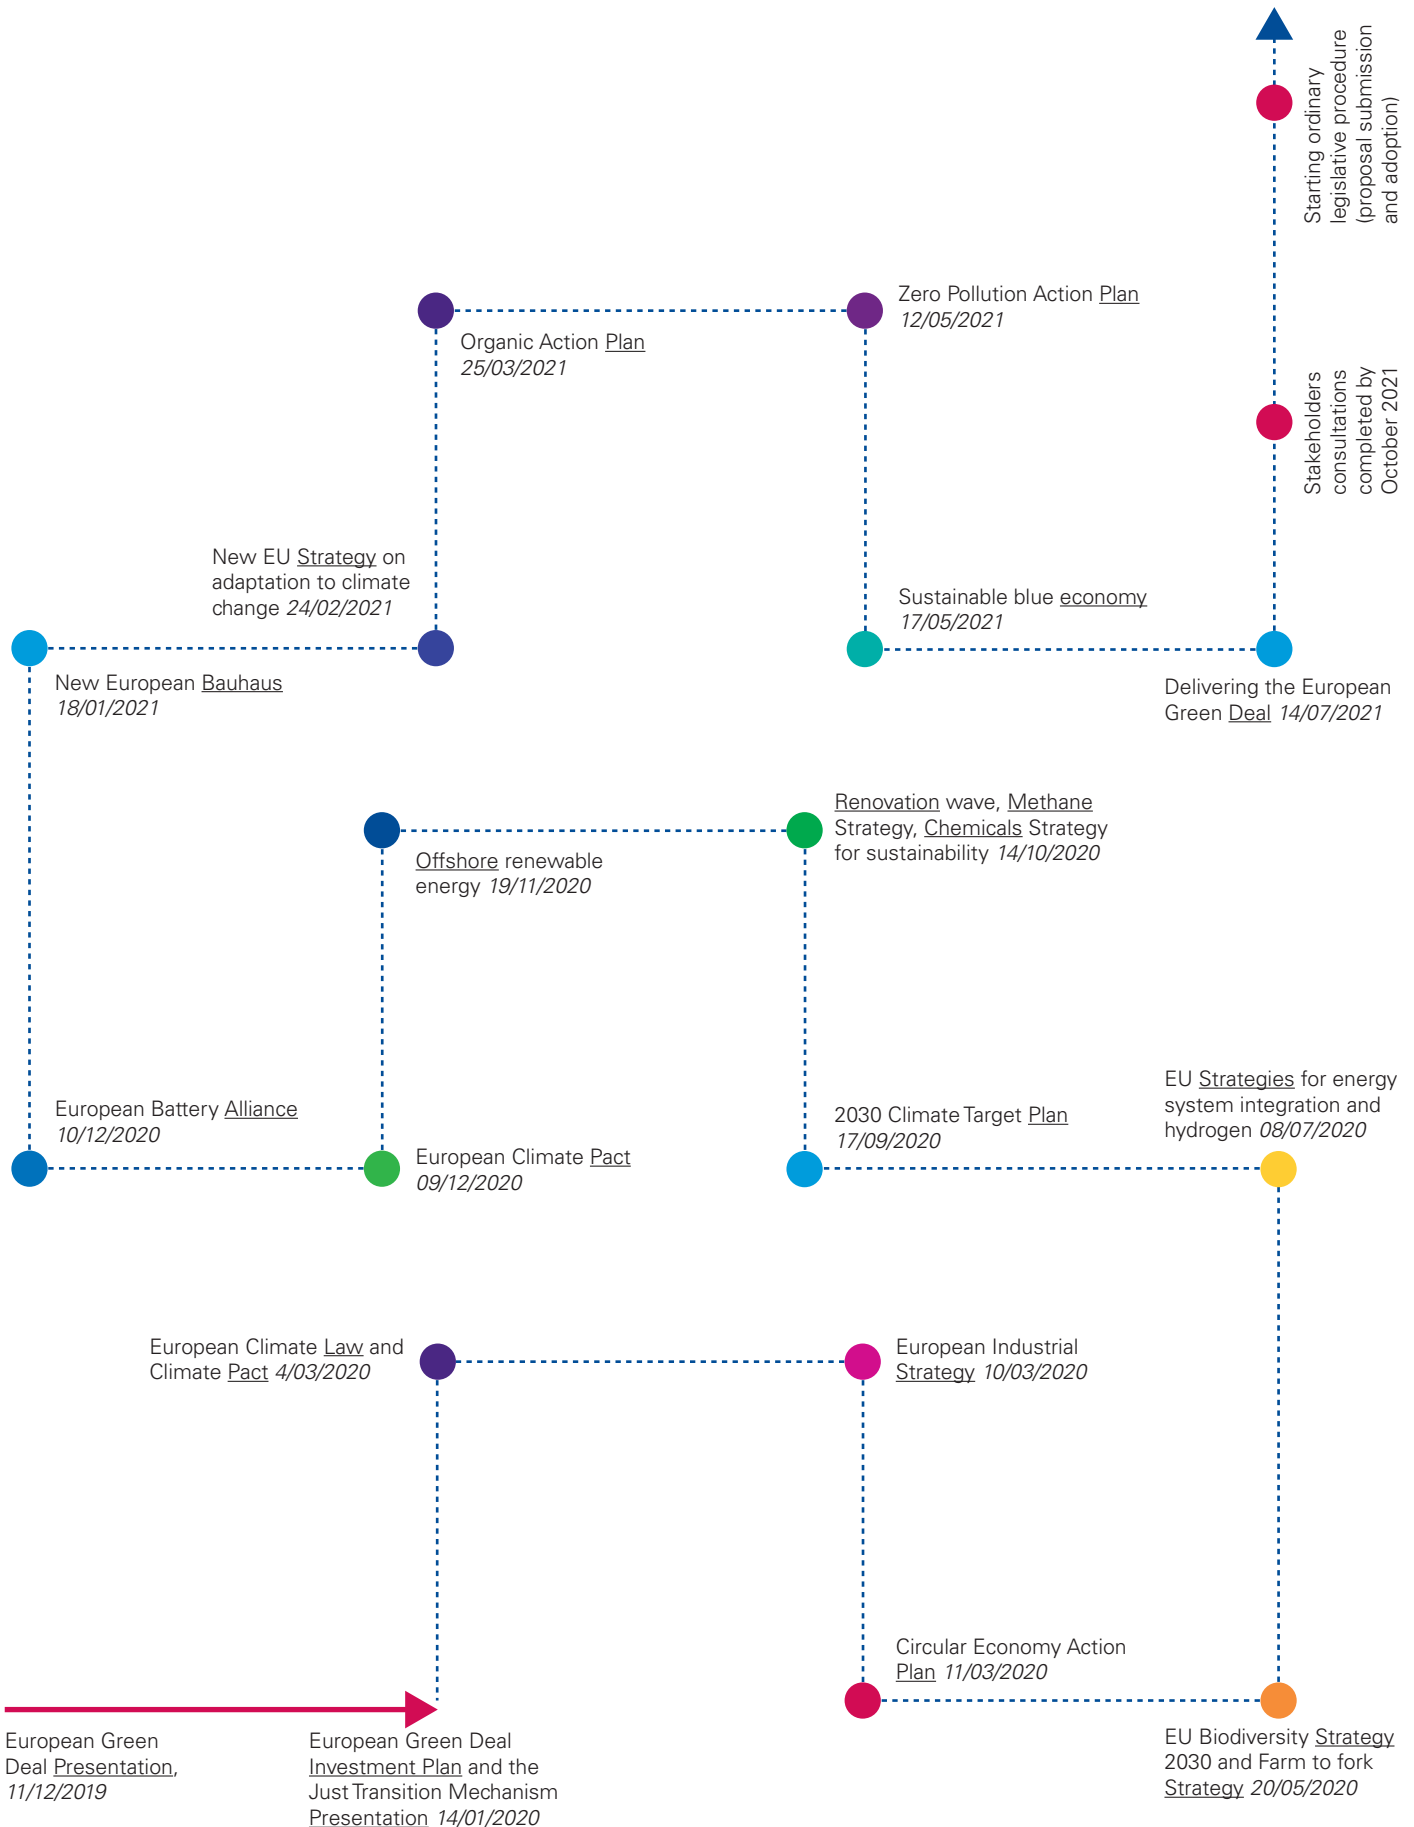 Starting ordinary
legislative procedure
(proposal submission
and adoption)
Zero Pollution Action Plan
12/05/2021
Organic Action Plan
25/03/2021
Stakeholders
consultations
completed by
October 2021
New EU Strategy on
adaptation to climate
change 24/02/2021
Sustainable blue economy
17/05/2021
New European Bauhaus
18/01/2021
Delivering the European
Green Deal 14/07/2021
Renovation wave, Methane
Strategy, Chemicals Strategy
for sustainability 14/10/2020
Offshore renewable
energy 19/11/2020
EU Strategies for energy
system integration and
hydrogen 08/07/2020
European Battery Alliance
10/12/2020
2030 Climate Target Plan
17/09/2020
European Climate Pact
09/12/2020
European Climate Law and
Climate Pact 4/03/2020
European Industrial
Strategy 10/03/2020
Circular Economy Action
Plan 11/03/2020
European Green
Deal Presentation,
11/12/2019
European Green Deal
Investment Plan and the
Just Transition Mechanism
Presentation 14/01/2020
EU Biodiversity Strategy
2030 and Farm to fork
Strategy 20/05/2020